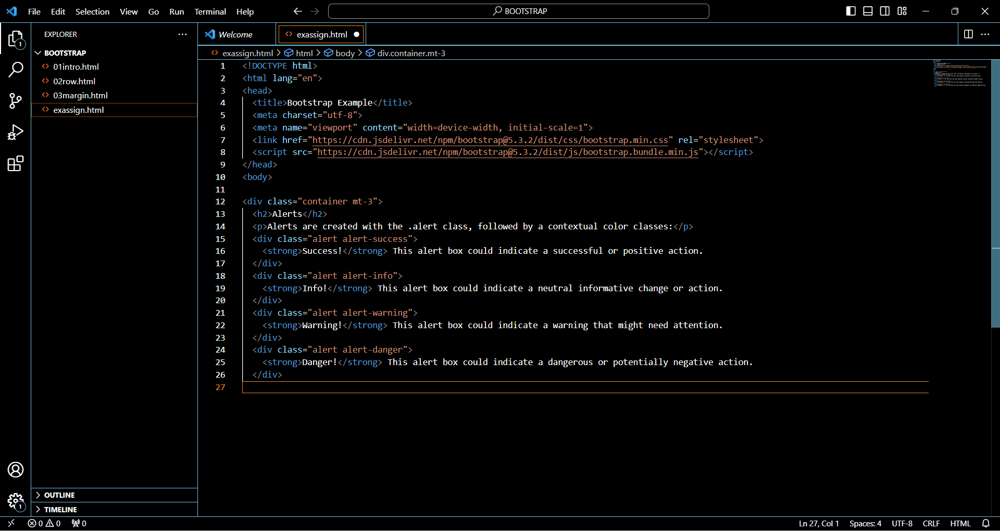 File Edit Selection View Go Run Terminal Help
BOOTSTRAP
EXPLORER
BOOTSTRAP
01intro.html
02row.html
03margin.html
exassign.html
OUTLINE
TIMELINE
Welcome
exassign.html
exassign.html > html > body > div.container.mt-3
1 <!DOCTYPE html>
2 <html lang="en">
3 <head>
4 <title>Bootstrap Example</title>
5 <meta charset="utf-8">
6 <meta name="viewport" content="width=device-width, initial-scale=1">
7 <link href="https://cdn.jsdelivr.net/npm/bootstrap@5.3.2/dist/css/bootstrap.min.css" rel="stylesheet">
8 <script src="https://cdn.jsdelivr.net/npm/bootstrap@5.3.2/dist/js/bootstrap.bundle.min.js"></script>
9 </head>
10 <body>
11
12 <div class="container mt-3">
13 <h2>Alerts</h2>
14 <p>Alerts are created with the .alert class, followed by a contextual color classes:</p>
15 <div class="alert alert-success">
16 <strong>Success!</strong> This alert box could indicate a successful or positive action.
17 </div>
18 <div class="alert alert-info">
19 <strong>Info!</strong> This alert box could indicate a neutral informative change or action.
20 </div>
21 <div class="alert alert-warning">
22 <strong>Warning!</strong> This alert box could indicate a warning that might need attention.
23 </div>
24 <div class="alert alert-danger">
25 <strong>Danger!</strong> This alert box could indicate a dangerous or potentially negative action.
26 </div>
27
1
1
0 0 0
Ln 27, Col 1 Spaces: 4 UTF-8 CRLF HTML